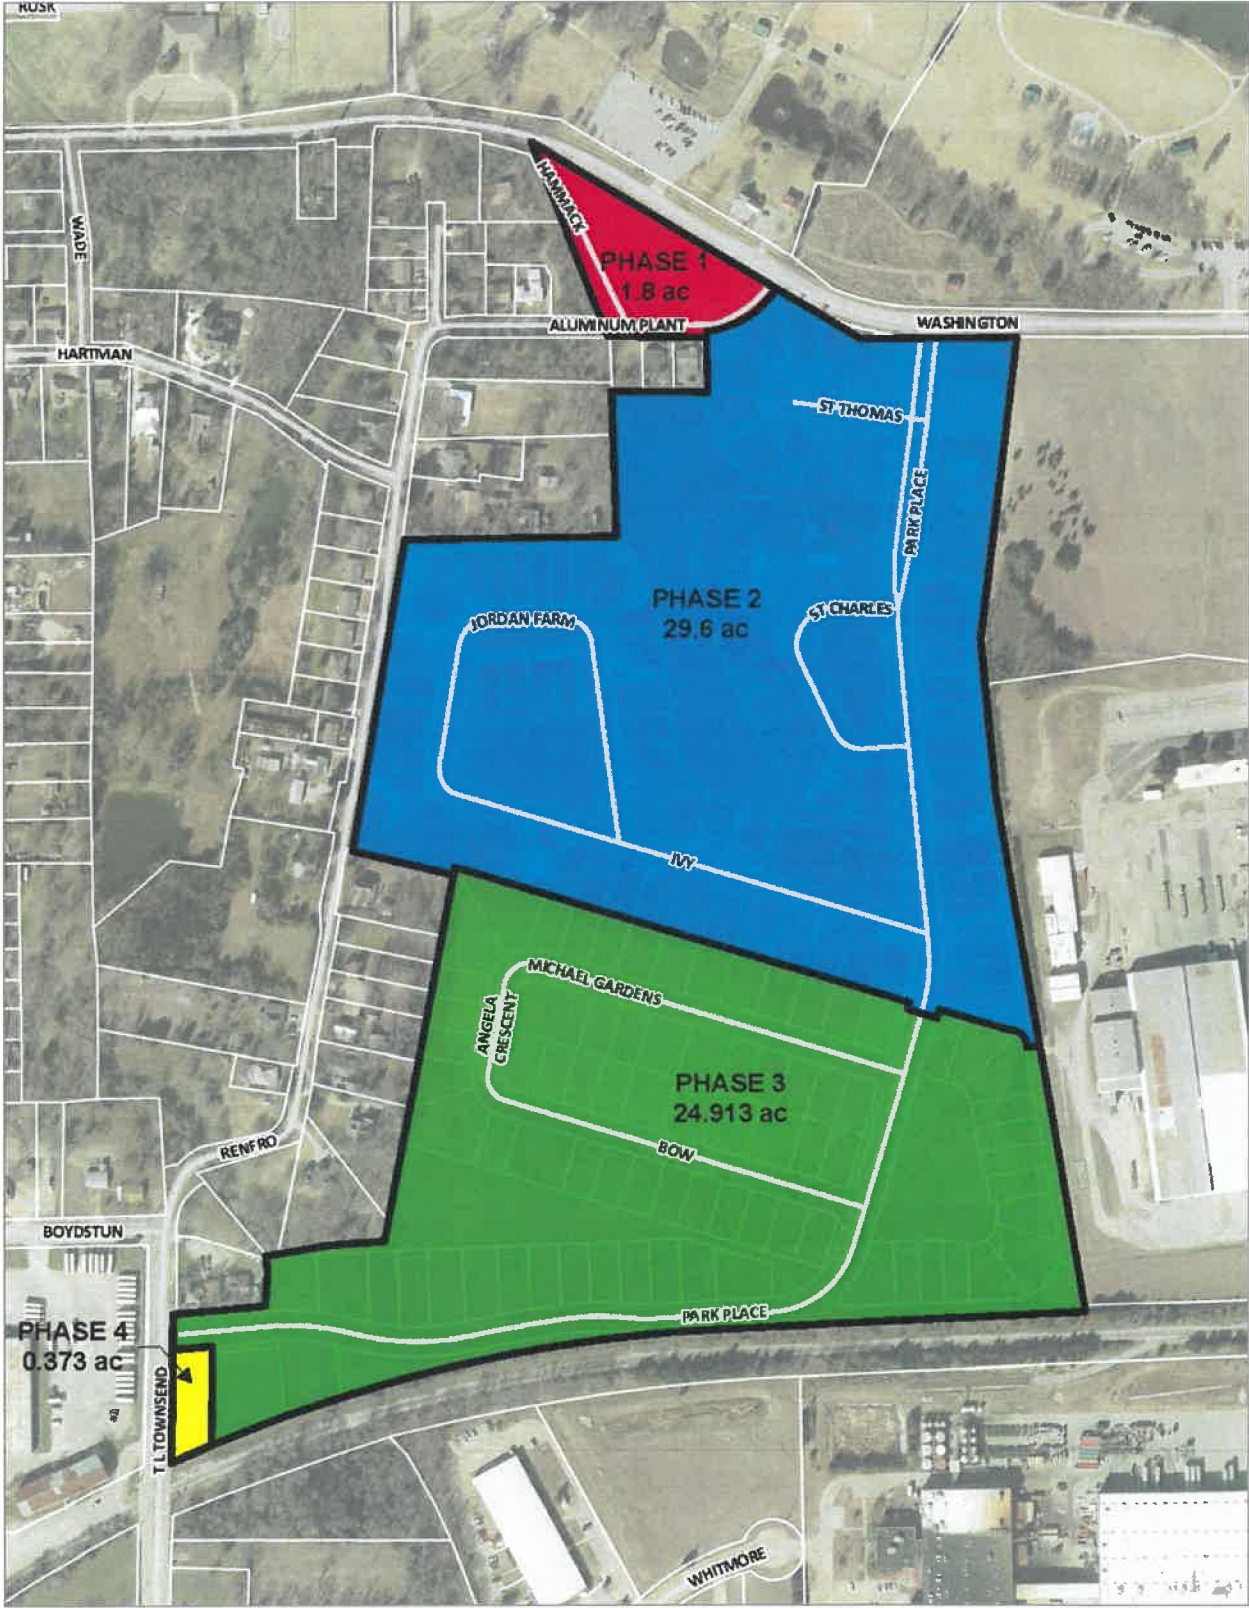 RUSK
WADE
HAMMACK
PHASE 1
1.8 ac
ALUMINUM PLANT
WASHINGTON
HARTMAN
ST THOMAS
PARK PLACE
PHASE 2
29.6 ac
ST CHARLES
JORDAN FARM
IVY
MICHAEL GARDENS
ANGELA
CRESCENT
PHASE 3
24.913 ac
BOW
RENFRO
BOYDSTUN
PARK PLACE
PHASE 4
0.373 ac
T L TOWNSEND
WHITMORE